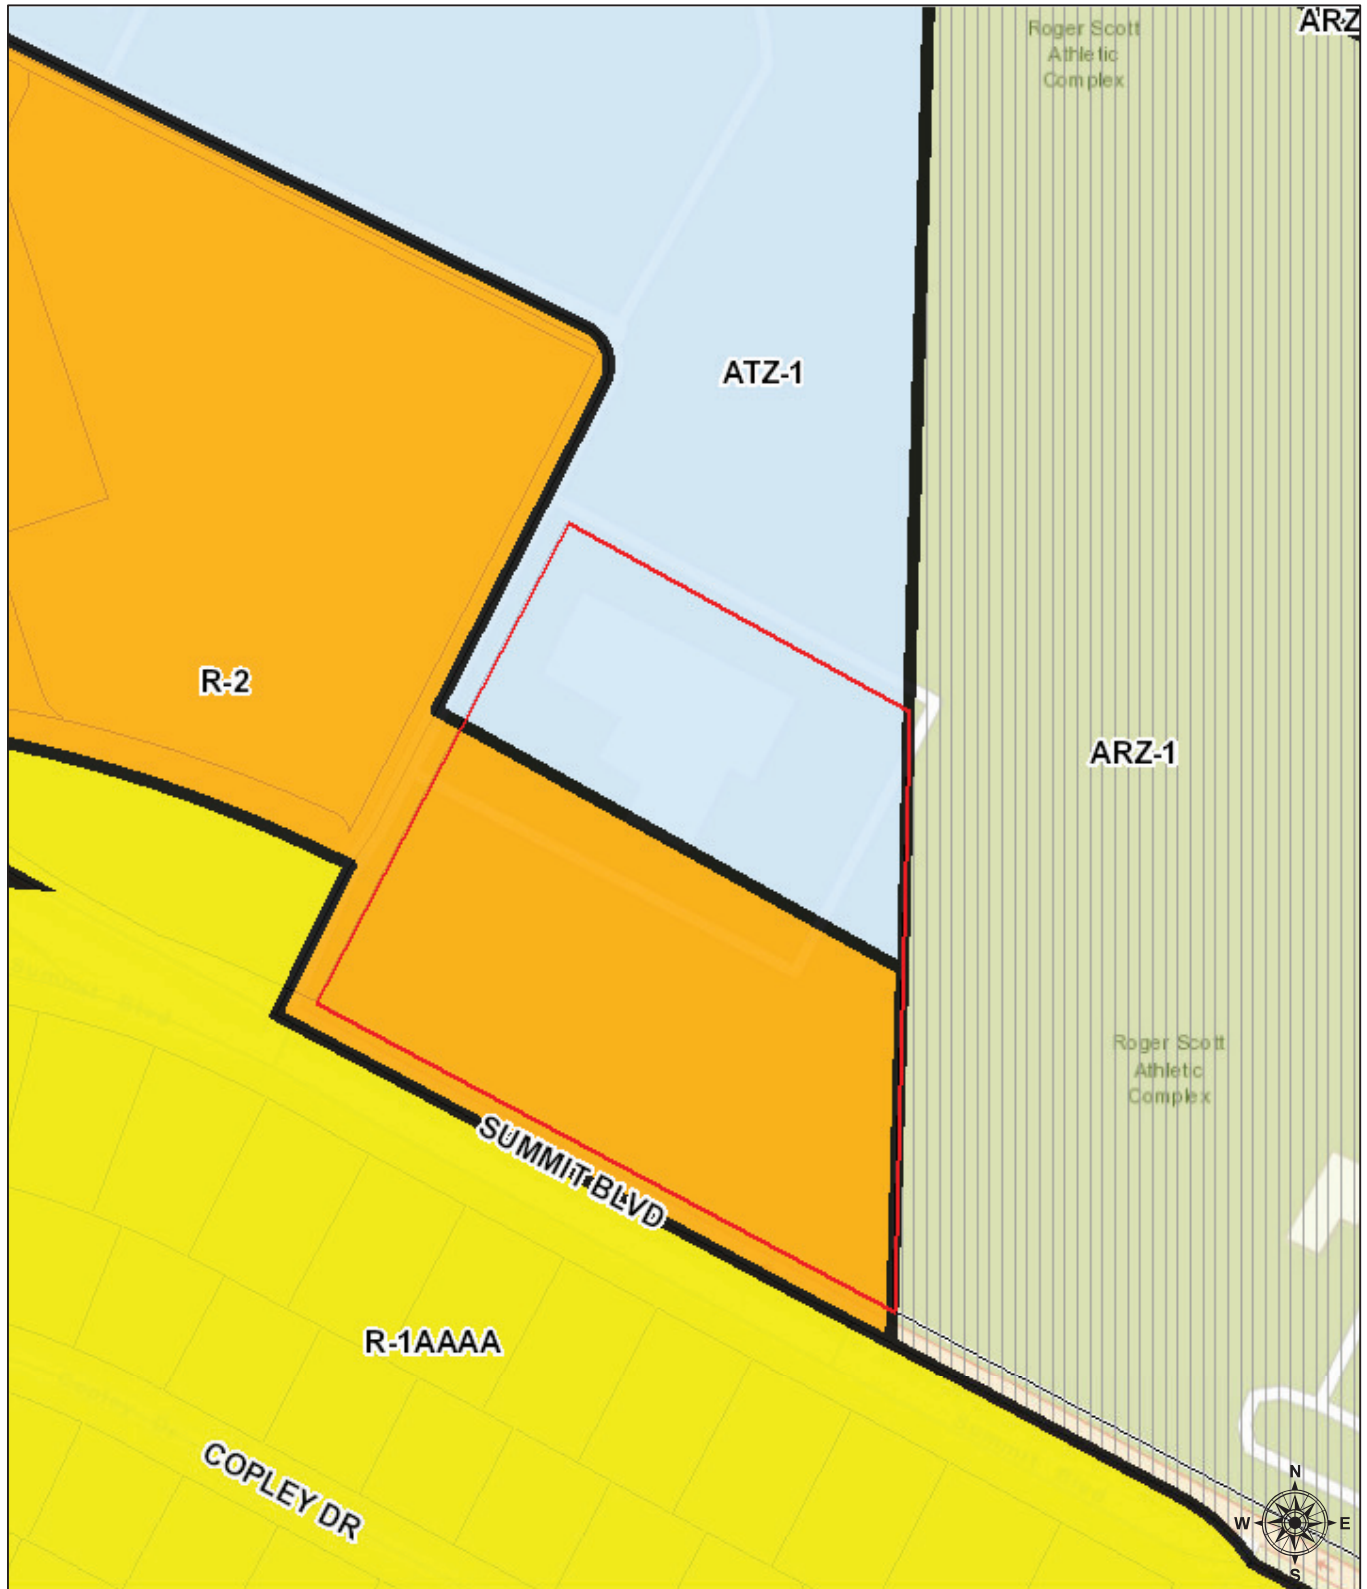 Roger Scott
Athletic
Complex
ARZ
ATZ-1
R-2
ARZ-1
Roger Scott
Athletic
Complex
SUMMIT BLVD
R-1AAAA
COPLEY DR
N
W
E
S